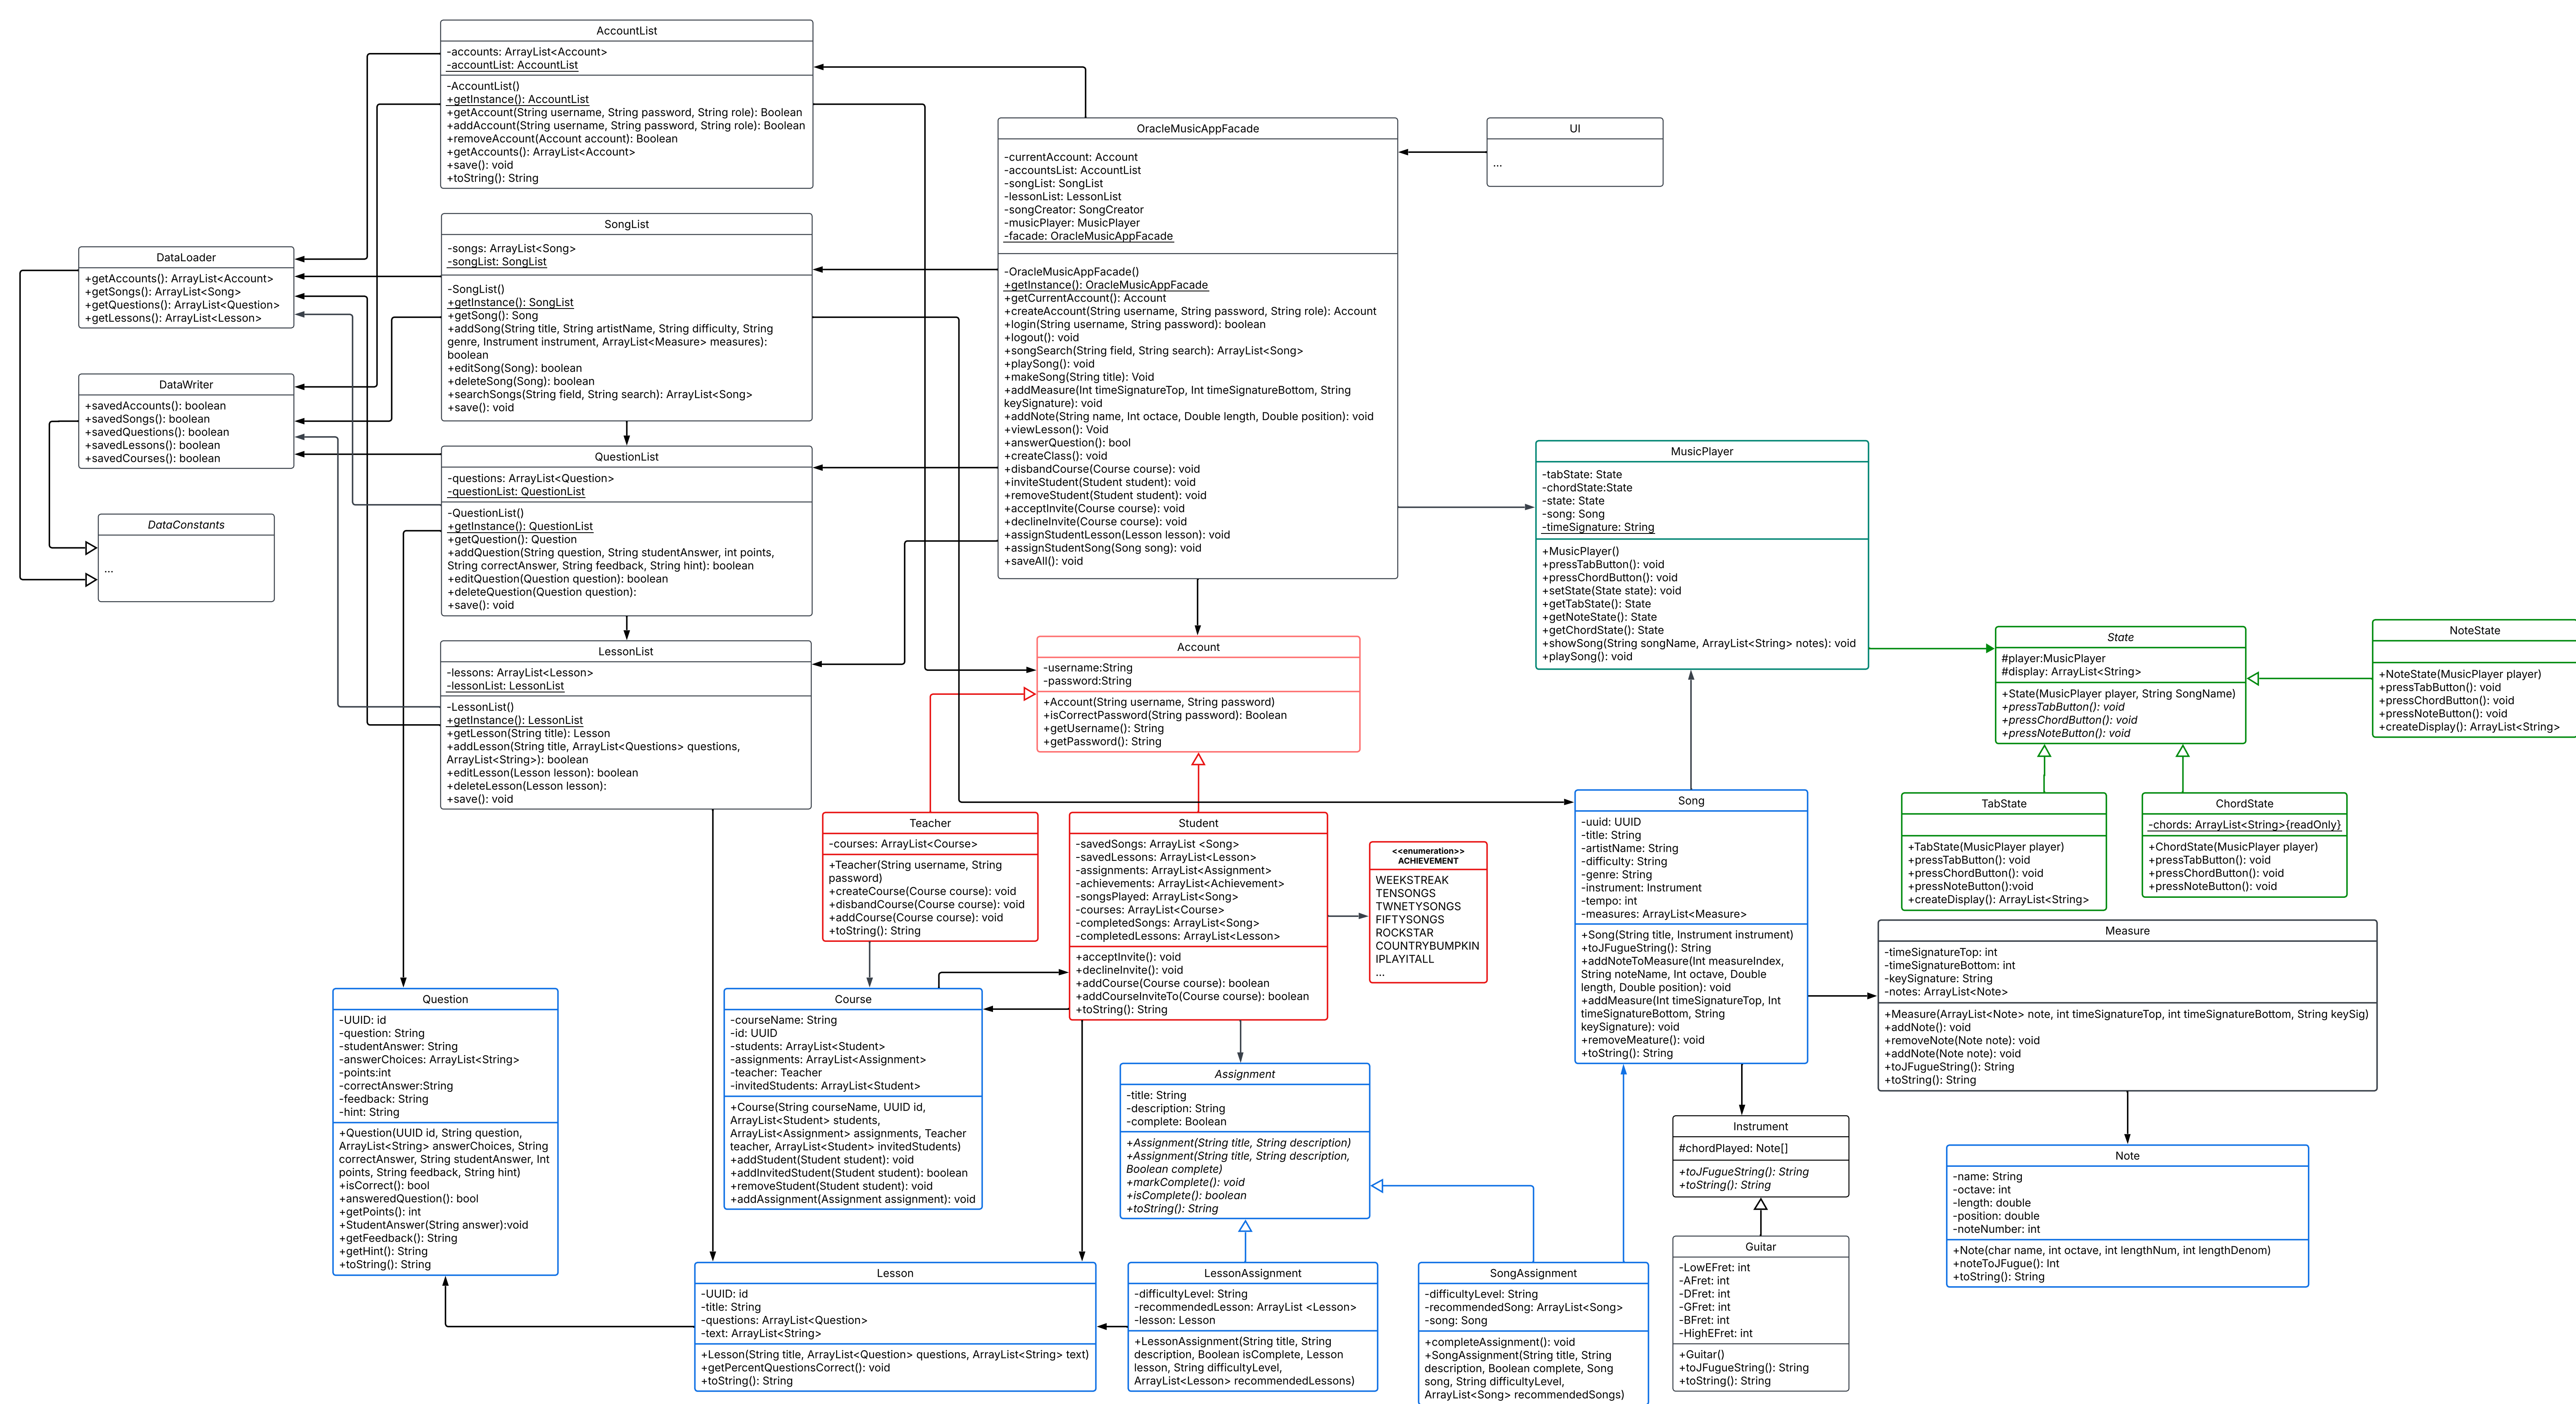 AccountList
-accounts: ArrayList<Account>
-accountList: AccountList
-AccountList()
+getInstance(): AccountList
+getAccount(String username, String password, String role): Boolean
+addAccount(String username, String password, String role): Boolean
+removeAccount(Account account): Boolean
+getAccounts(): ArrayList<Account>
+save(): void
+toString(): String
OracleMusicAppFacade
-currentAccount: Account
-accountsList: AccountList
-songList: SongList
-lessonList: LessonList
-songCreator: SongCreator
-musicPlayer: MusicPlayer
-facade: OracleMusicAppFacade
-OracleMusicAppFacade()
+getInstance(): OracleMusicAppFacade
+getCurrentAccount(): Account
+createAccount(String username, String password, String role): Account
+login(String username, String password): boolean
+logout(): void
+songSearch(String field, String search): ArrayList<Song>
+playSong(): void
+makeSong(String title): Void
+addMeasure(Int timeSignatureTop, Int timeSignatureBottom, String
keySignature): void
+addNote(String name, Int octace, Double length, Double position): void
+viewLesson(): Void
+answerQuestion(): bool
+createClass(): void
+disbandCourse(Course course): void
+inviteStudent(Student student): void
+removeStudent(Student student): void
+acceptInvite(Course course): void
+declineInvite(Course course): void
+assignStudentLesson(Lesson lesson): void
+assignStudentSong(Song song): void
+saveAll(): void
UI
...
SongList
-songs: ArrayList<Song>
-songList: SongList
-SongList()
+getInstance(): SongList
+getSong(): Song
+addSong(String title, String artistName, String difficulty, String
genre, Instrument instrument, ArrayList<Measure> measures):
boolean
+editSong(Song): boolean
+deleteSong(Song): boolean
+searchSongs(String field, String search): ArrayList<Song>
+save(): void
DataLoader
+getAccounts(): ArrayList<Account>
+getSongs(): ArrayList<Song>
+getQuestions(): ArrayList<Question>
+getLessons(): ArrayList<Lesson>
DataWriter
+savedAccounts(): boolean
+savedSongs(): boolean
+savedQuestions(): boolean
+savedLessons(): boolean
+savedCourses(): boolean
DataConstants
...
QuestionList
-questions: ArrayList<Question>
-questionList: QuestionList
-QuestionList()
+getInstance(): QuestionList
+getQuestion(): Question
+addQuestion(String question, String studentAnswer, int points,
String correctAnswer, String feedback, String hint): boolean
+editQuestion(Question question): boolean
+deleteQuestion(Question question):
+save(): void
LessonList
-lessons: ArrayList<Lesson>
-lessonList: LessonList
-LessonList()
+getInstance(): LessonList
+getLesson(String title): Lesson
+addLesson(String title, ArrayList<Questions> questions,
ArrayList<String>): boolean
+editLesson(Lesson lesson): boolean
+deleteLesson(Lesson lesson):
+save(): void
MusicPlayer
-tabState: State
-chordState:State
-state: State
-song: Song
-timeSignature: String
+MusicPlayer()
+pressTabButton(): void
+pressChordButton(): void
+setState(State state): void
+getTabState(): State
+getNoteState(): State
+getChordState(): State
+showSong(String songName, ArrayList<String> notes): void
+playSong(): void
Account
-username:String
-password:String
+Account(String username, String password)
+isCorrectPassword(String password): Boolean
+getUsername(): String
+getPassword(): String
State
#player:MusicPlayer
#display: ArrayList<String>
+State(MusicPlayer player, String SongName)
+pressTabButton(): void
+pressChordButton(): void
+pressNoteButton(): void
NoteState
+NoteState(MusicPlayer player)
+pressTabButton(): void
+pressChordButton(): void
+pressNoteButton(): void
+createDisplay(): ArrayList<String>
TabState
+TabState(MusicPlayer player)
+pressTabButton(): void
+pressChordButton(): void
+pressNoteButton():void
+createDisplay(): ArrayList<String>
ChordState
-chords: ArrayList<String>{readOnly}
+ChordState(MusicPlayer player)
+pressTabButton(): void
+pressChordButton(): void
+pressNoteButton(): void
Teacher
-courses: ArrayList<Course>
+Teacher(String username, String
password)
+createCourse(Course course): void
+disbandCourse(Course course): void
+addCourse(Course course): void
+toString(): String
Student
-savedSongs: ArrayList <Song>
-savedLessons: ArrayList<Lesson>
-assignments: ArrayList<Assignment>
-achievements: ArrayList<Achievement>
-songsPlayed: ArrayList<Song>
-courses: ArrayList<Course>
-completedSongs: ArrayList<Song>
-completedLessons: ArrayList<Lesson>
+acceptInvite(): void
+declineInvite(): void
+addCourse(Course course): boolean
+addCourseInviteTo(Course course): boolean
+toString(): String
<<enumeration>>
ACHIEVEMENT
WEEKSTREAK
TENSONGS
TWNETYSONGS
FIFTYSONGS
ROCKSTAR
COUNTRYBUMPKIN
IPLAYITALL
...
Song
-uuid: UUID
-title: String
-artistName: String
-difficulty: String
-genre: String
-instrument: Instrument
-tempo: int
-measures: ArrayList<Measure>
+Song(String title, Instrument instrument)
+toJFugueString(): String
+addNoteToMeasure(Int measureIndex,
String noteName, Int octave, Double
length, Double position): void
+addMeasure(Int timeSignatureTop, Int
timeSignatureBottom, String
keySignature): void
+removeMeature(): void
+toString(): String
Measure
-timeSignatureTop: int
-timeSignatureBottom: int
-keySignature: String
-notes: ArrayList<Note>
+Measure(ArrayList<Note> note, int timeSignatureTop, int timeSignatureBottom, String keySig)
+addNote(): void
+removeNote(Note note): void
+addNote(Note note): void
+toJFugueString(): String
+toString(): String
Question
-UUID: id
-question: String
-studentAnswer: String
-answerChoices: ArrayList<String>
-points:int
-correctAnswer:String
-feedback: String
-hint: String
+Question(UUID id, String question,
ArrayList<String> answerChoices, String
correctAnswer, String studentAnswer, Int
points, String feedback, String hint)
+isCorrect(): bool
+answeredQuestion(): bool
+getPoints(): int
+StudentAnswer(String answer):void
+getFeedback(): String
+getHint(): String
+toString(): String
Course
-courseName: String
-id: UUID
-students: ArrayList<Student>
-assignments: ArrayList<Assignment>
-teacher: Teacher
-invitedStudents: ArrayList<Student>
+Course(String courseName, UUID id,
ArrayList<Student> students,
ArrayList<Assignment> assignments, Teacher
teacher, ArrayList<Student> invitedStudents)
+addStudent(Student student): void
+addInvitedStudent(Student student): boolean
+removeStudent(Student student): void
+addAssignment(Assignment assignment): void
Assignment
-title: String
-description: String
-complete: Boolean
+Assignment(String title, String description)
+Assignment(String title, String description,
Boolean complete)
+markComplete(): void
+isComplete(): boolean
+toString(): String
Instrument
#chordPlayed: Note[]
+toJFugueString(): String
+toString(): String
Note
-name: String
-octave: int
-length: double
-position: double
-noteNumber: int
+Note(char name, int octave, int lengthNum, int lengthDenom)
+noteToJFugue(): Int
+toString(): String
Lesson
-UUID: id
-title: String
-questions: ArrayList<Question>
-text: ArrayList<String>
+Lesson(String title, ArrayList<Question> questions, ArrayList<String> text)
+getPercentQuestionsCorrect(): void
+toString(): String
LessonAssignment
-difficultyLevel: String
-recommendedLesson: ArrayList <Lesson>
-lesson: Lesson
+LessonAssignment(String title, String
description, Boolean isComplete, Lesson
lesson, String difficultyLevel,
ArrayList<Lesson> recommendedLessons)
SongAssignment
-difficultyLevel: String
-recommendedSong: ArrayList<Song>
-song: Song
+completeAssignment(): void
+SongAssignment(String title, String
description, Boolean complete, Song
song, String difficultyLevel,
ArrayList<Song> recommendedSongs)
Guitar
-LowEFret: int
-AFret: int
-DFret: int
-GFret: int
-BFret: int
-HighEFret: int
+Guitar()
+toJFugueString(): String
+toString(): String